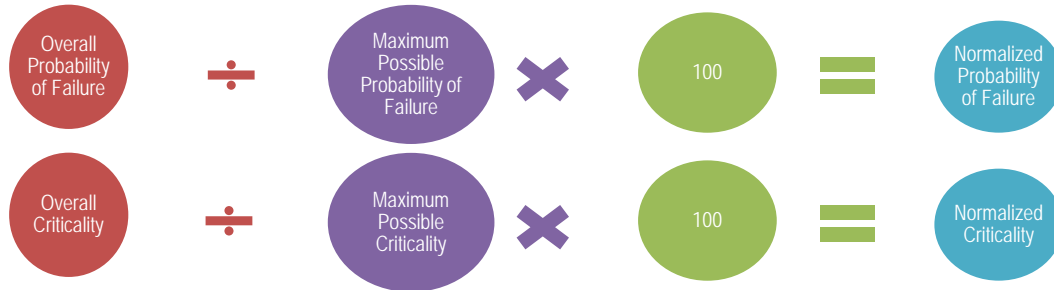 Overall
Probability
of Failure
÷
Maximum
Possible
Probability of
Failure
×
100
=
Normalized
Probability
of Failure
Overall
Criticality
÷
Maximum
Possible
Criticality
×
100
=
Normalized
Criticality